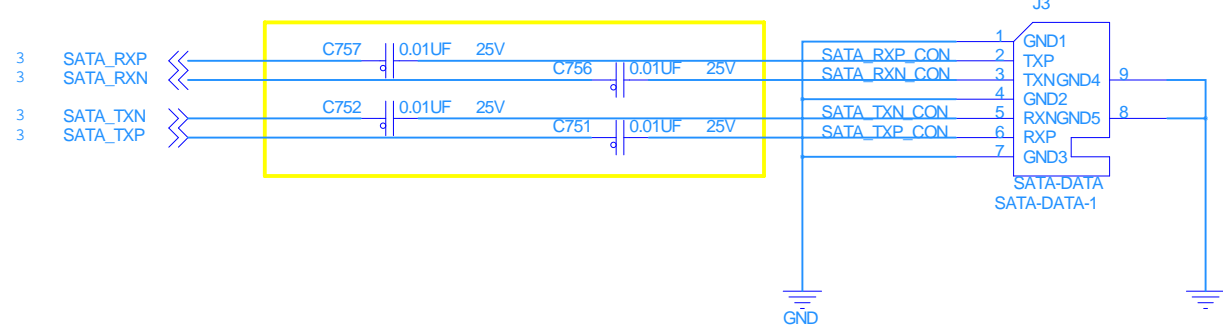 J3
3 SATA_RXP C757 0.01UF 25V SATA_RXP_CON 1 GND1
3 SATA_RXN C756 0.01UF 25V SATA_RXN_CON 2 TXP
3 TXN GND4 9
4 GND2
3 SATA_TXN C752 0.01UF 25V SATA_TXN_CON 5 RXN GND5 8
3 SATA_TXP C751 0.01UF 25V SATA_TXP_CON 6 RXP
7 GND3
SATA-DATA
SATA-DATA-1
GND